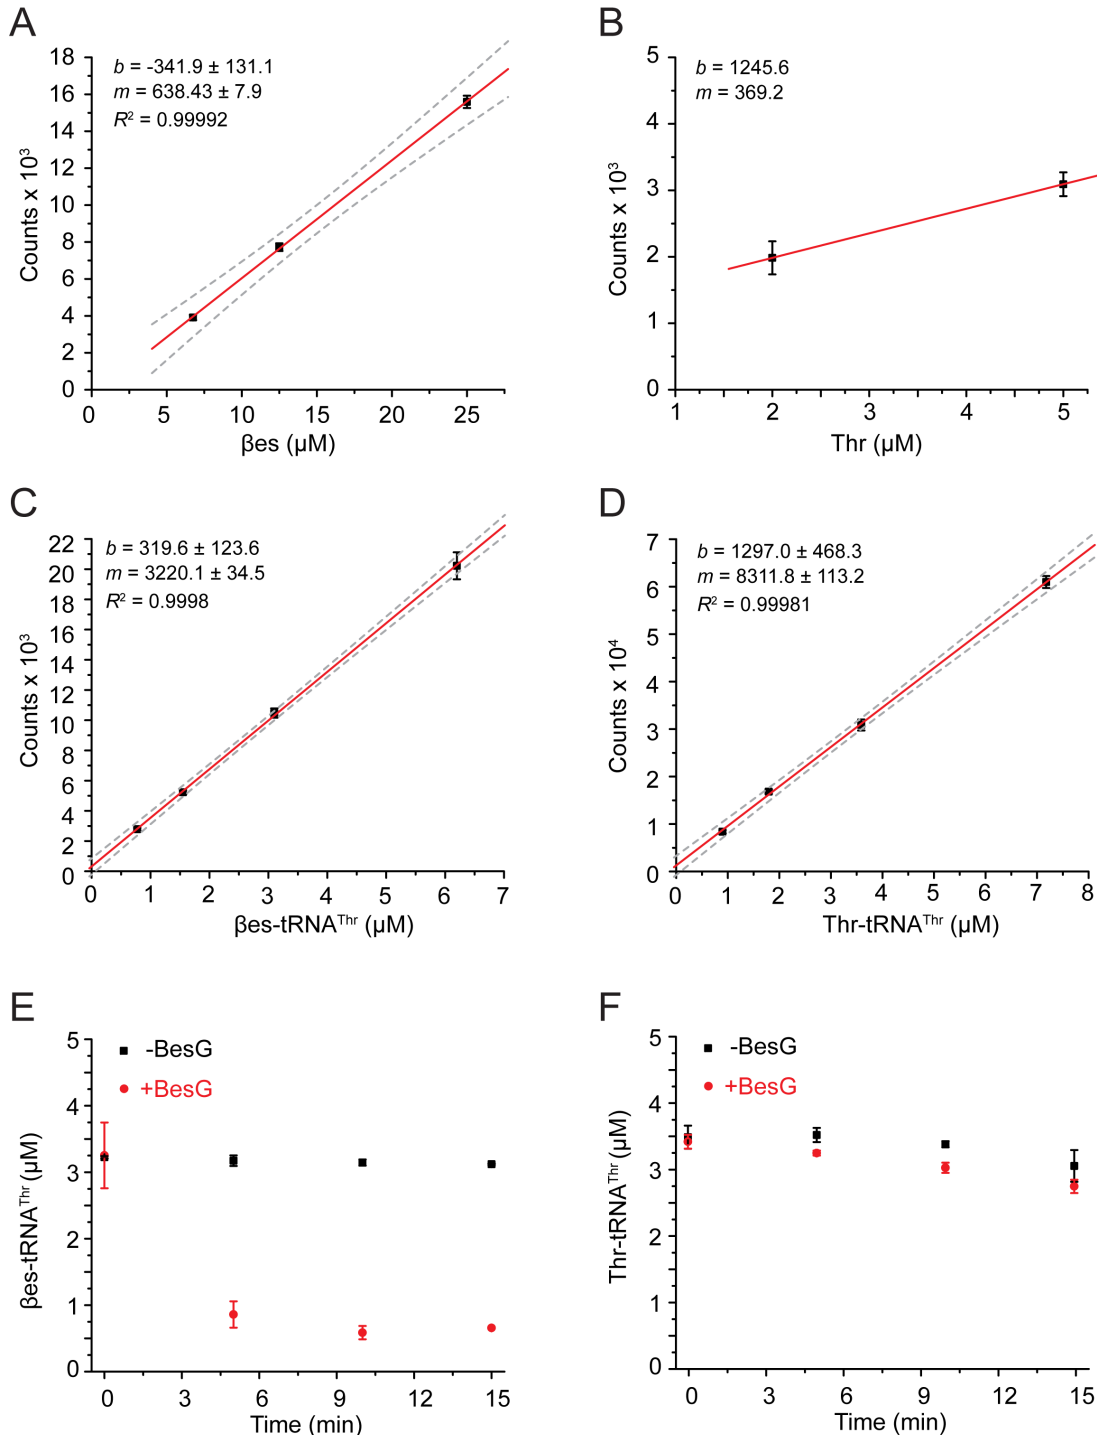 A
b = -341.9 ± 131.1
m = 638.43 ± 7.9
R² = 0.99992
Counts x 10³
18
16
14
12
10
8
6
4
2
0
0 5 10 15 20 25
βes (µM)
B
b = 1245.6
m = 369.2
Counts x 10³
5
4
3
2
1
0
1 2 3 4 5
Thr (µM)
C
b = 319.6 ± 123.6
m = 3220.1 ± 34.5
R² = 0.9998
Counts x 10³
22
20
18
16
14
12
10
8
6
4
2
0
0 1 2 3 4 5 6 7
βes-tRNAᵀʰʳ (µM)
D
b = 1297.0 ± 468.3
m = 8311.8 ± 113.2
R² = 0.99981
Counts x 10⁴
7
6
5
4
3
2
1
0
0 1 2 3 4 5 6 7 8
Thr-tRNAᵀʰʳ (µM)
E
-BesG
+BesG
βes-tRNAᵀʰʳ (µM)
5
4
3
2
1
0
0 3 6 9 12 15
Time (min)
F
-BesG
+BesG
Thr-tRNAᵀʰʳ (µM)
5
4
3
2
1
0
0 3 6 9 12 15
Time (min)